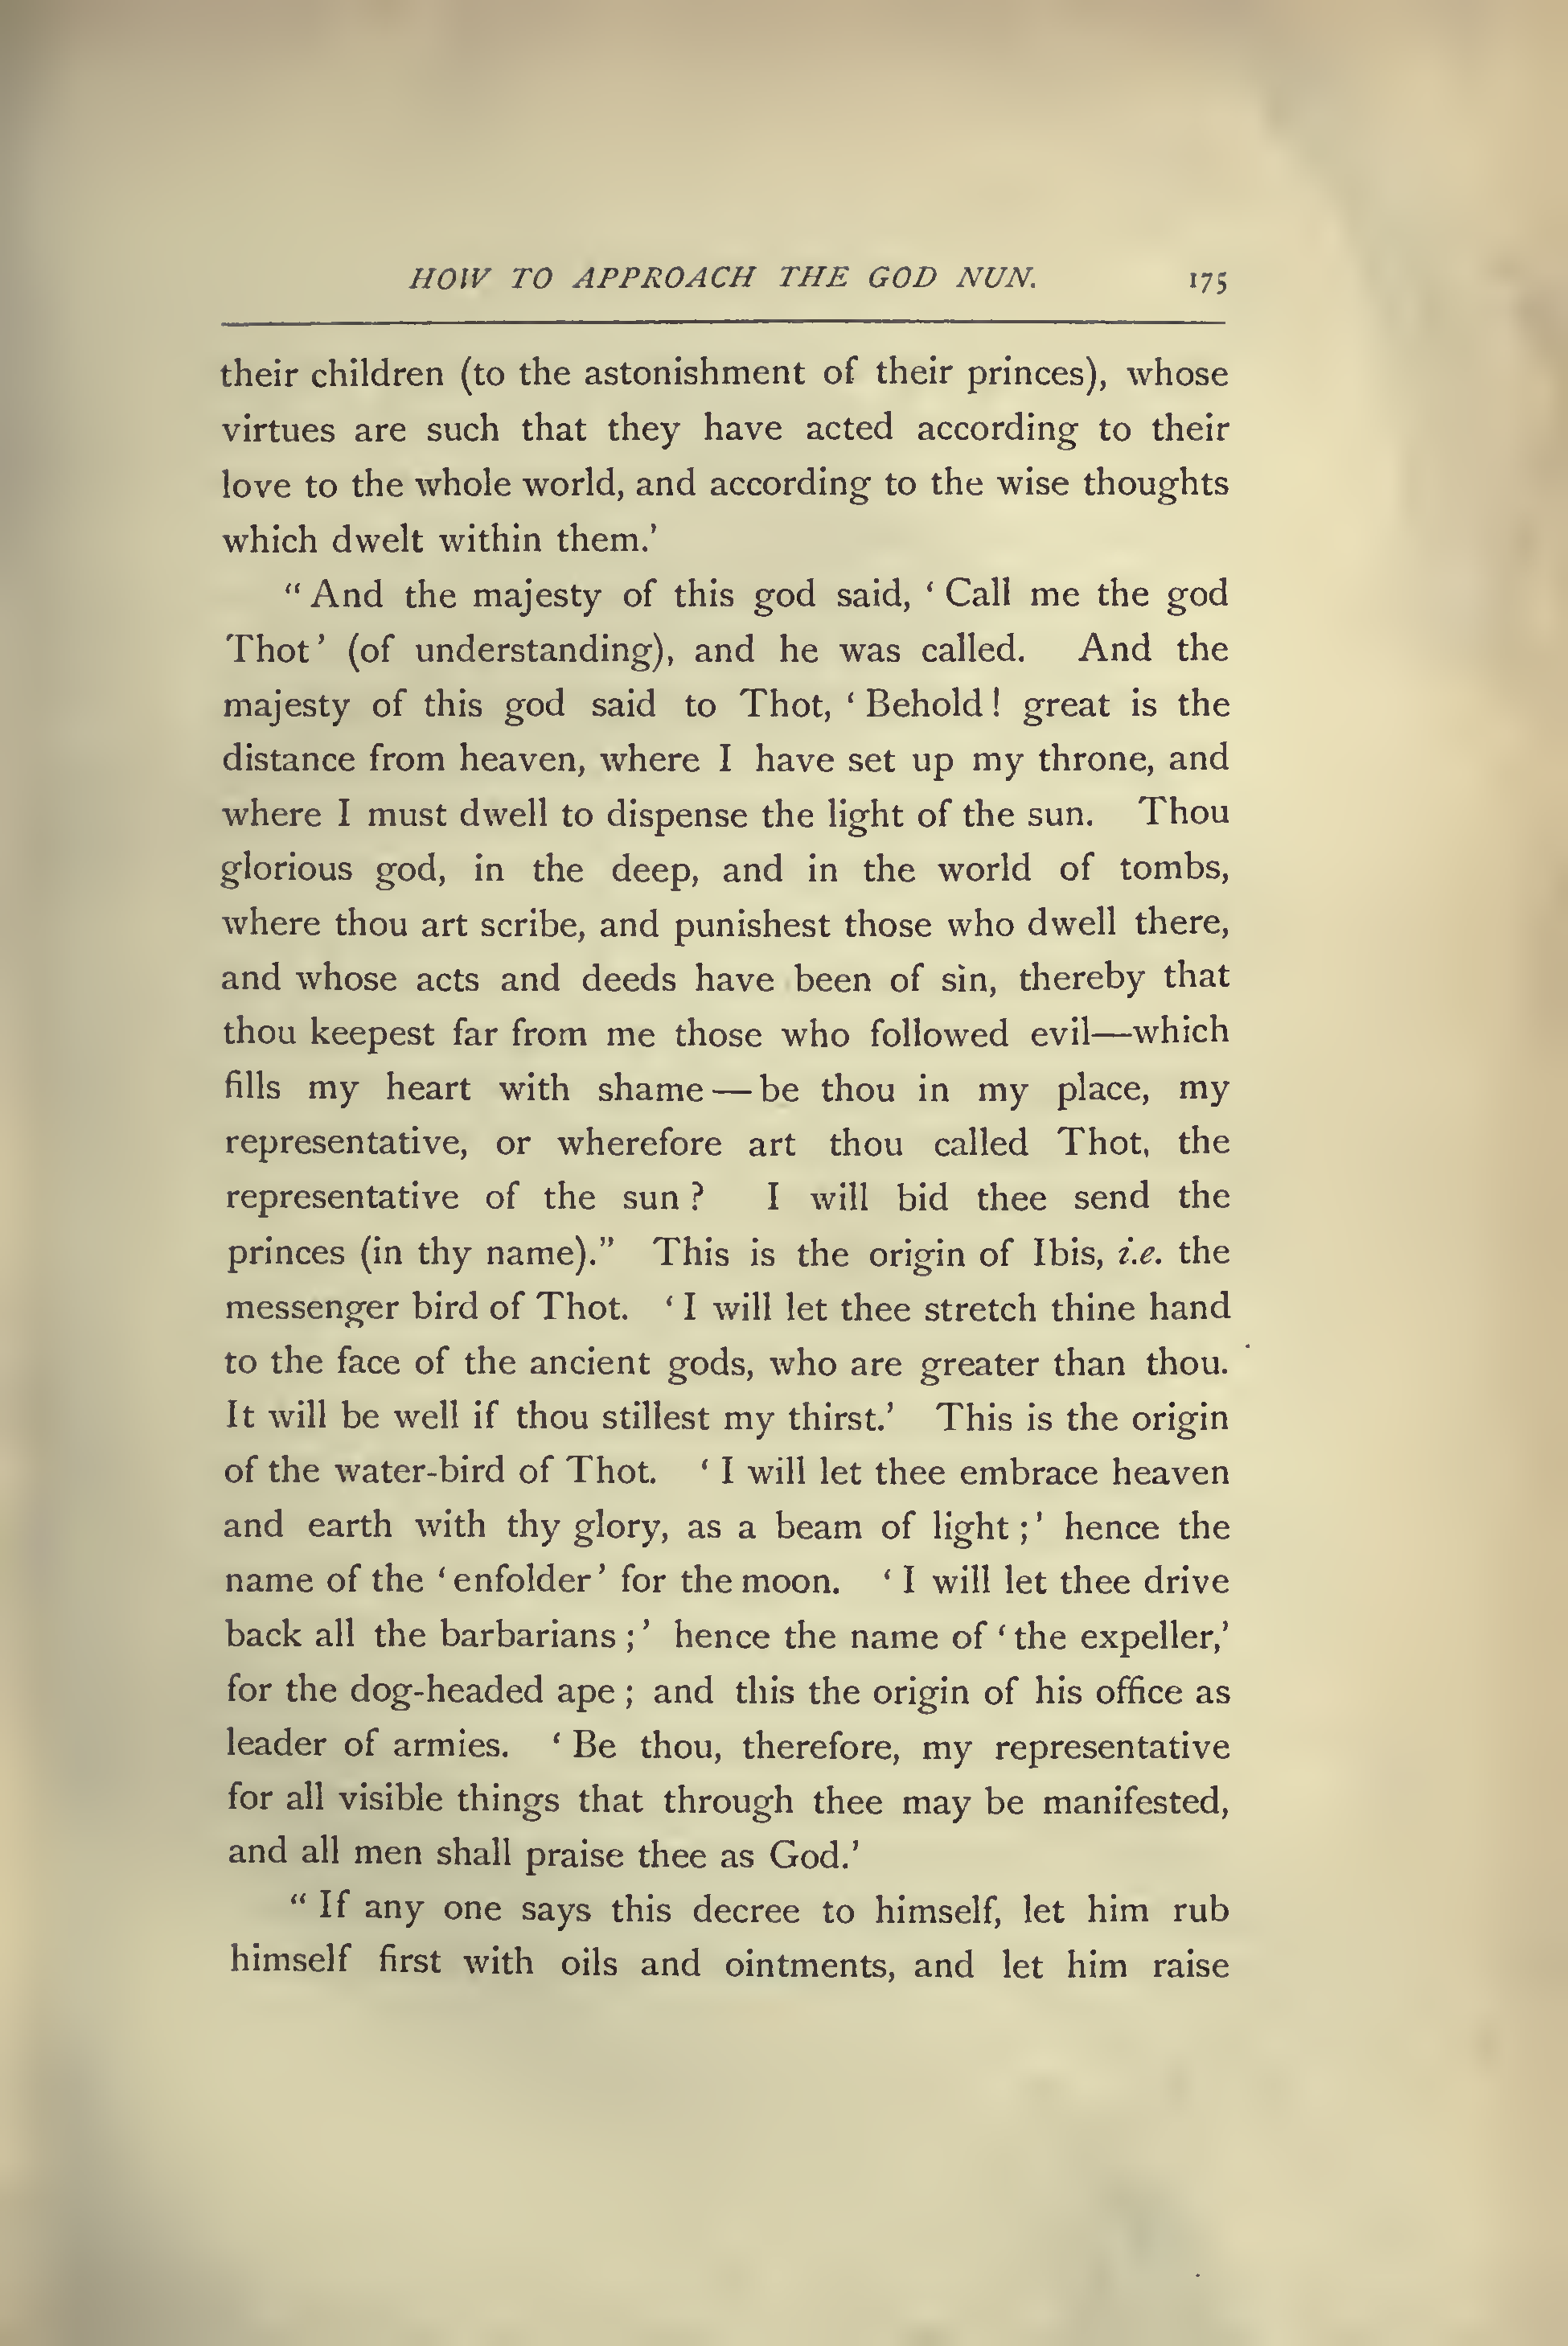 HOW TO APPROACH THE GOD NUN. 175
their children (to the astonishment of their princes), whose
virtues are such that they have acted according to their
love to the whole world, and according to the wise thoughts
which dwelt within them.’
“ And the majesty of this god said, ‘ Call me the god
Thot ’ (of understanding), and he was called. And the
majesty of this god said to Thot, ‘ Behold ! great is the
distance from heaven, where I have set up my throne, and
where I must dwell to dispense the light of the sun. Thou
glorious god, in the deep, and in the world of tombs,
where thou art scribe, and punishest those who dwell there,
and whose acts and deeds have been of sin, thereby that
thou keepest far from me those who followed evil—which
fills my heart with shame — be thou in my place, my
representative, or wherefore art thou called Thot, the
representative of the sun ? I will bid thee send the
princes (in thy name).” This is the origin of Ibis, i.e. the
messenger bird of Thot. ‘ I will let thee stretch thine hand
to the face of the ancient gods, who are greater than thou.
It will be well if thou stillest my thirst.’ This is the origin
of the water-bird of Thot. ‘ I will let thee embrace heaven
and earth with thy glory, as a beam of light ; ’ hence the
name of the ‘ enfolder ’ for the moon. ‘ I will let thee drive
back all the barbarians ; ’ hence the name of ‘ the expeller,’
for the dog-headed ape ; and this the origin of his office as
leader of armies. ‘ Be thou, therefore, my representative
for all visible things that through thee may be manifested,
and all men shall praise thee as God.’
“ If any one says this decree to himself, let him rub
himself first with oils and ointments, and let him raise